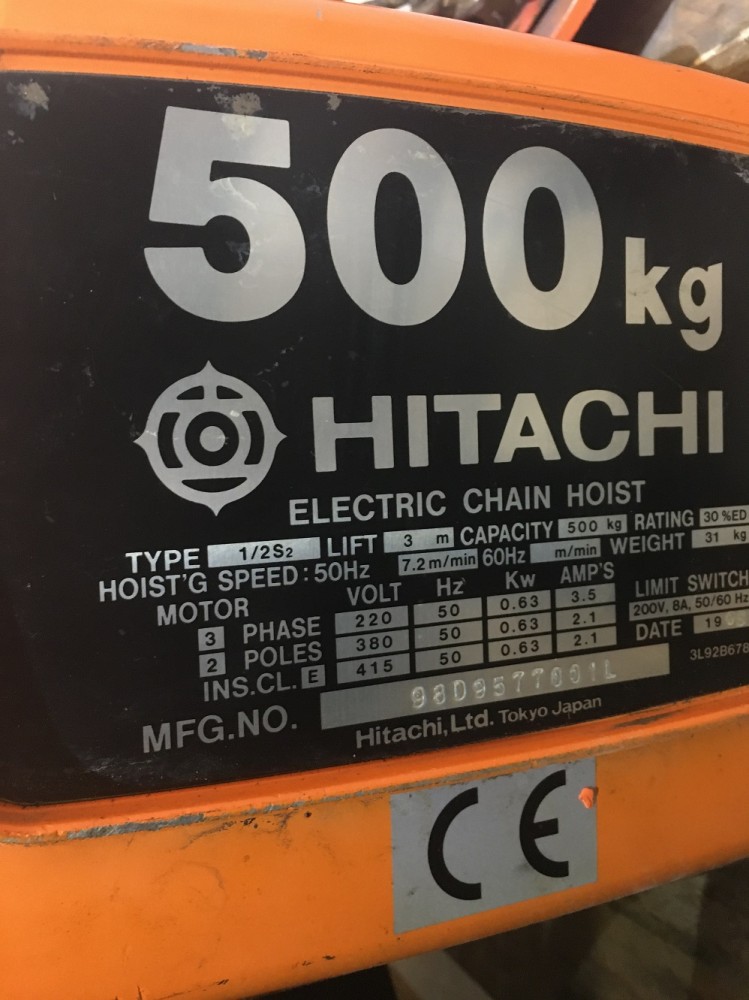 500 kg
HITACHI
ELECTRIC CHAIN HOIST
TYPE 1/2S2 LIFT 3 m CAPACITY 500 kg RATING 30 %ED
HOIST'G SPEED: 50Hz 7.2 m/min 60Hz m/min WEIGHT 31 kg
MOTOR VOLT Hz Kw AMP'S LIMIT SWITCH
3 PHASE 220 50 0.63 3.5 200V, 8A, 50/60 Hz
2 POLES 380 50 0.63 2.1 DATE 19
INS.CL. E 415 50 0.63 2.1 3L92B678
MFG.NO. 98D9577001L
Hitachi, Ltd. Tokyo Japan
CE